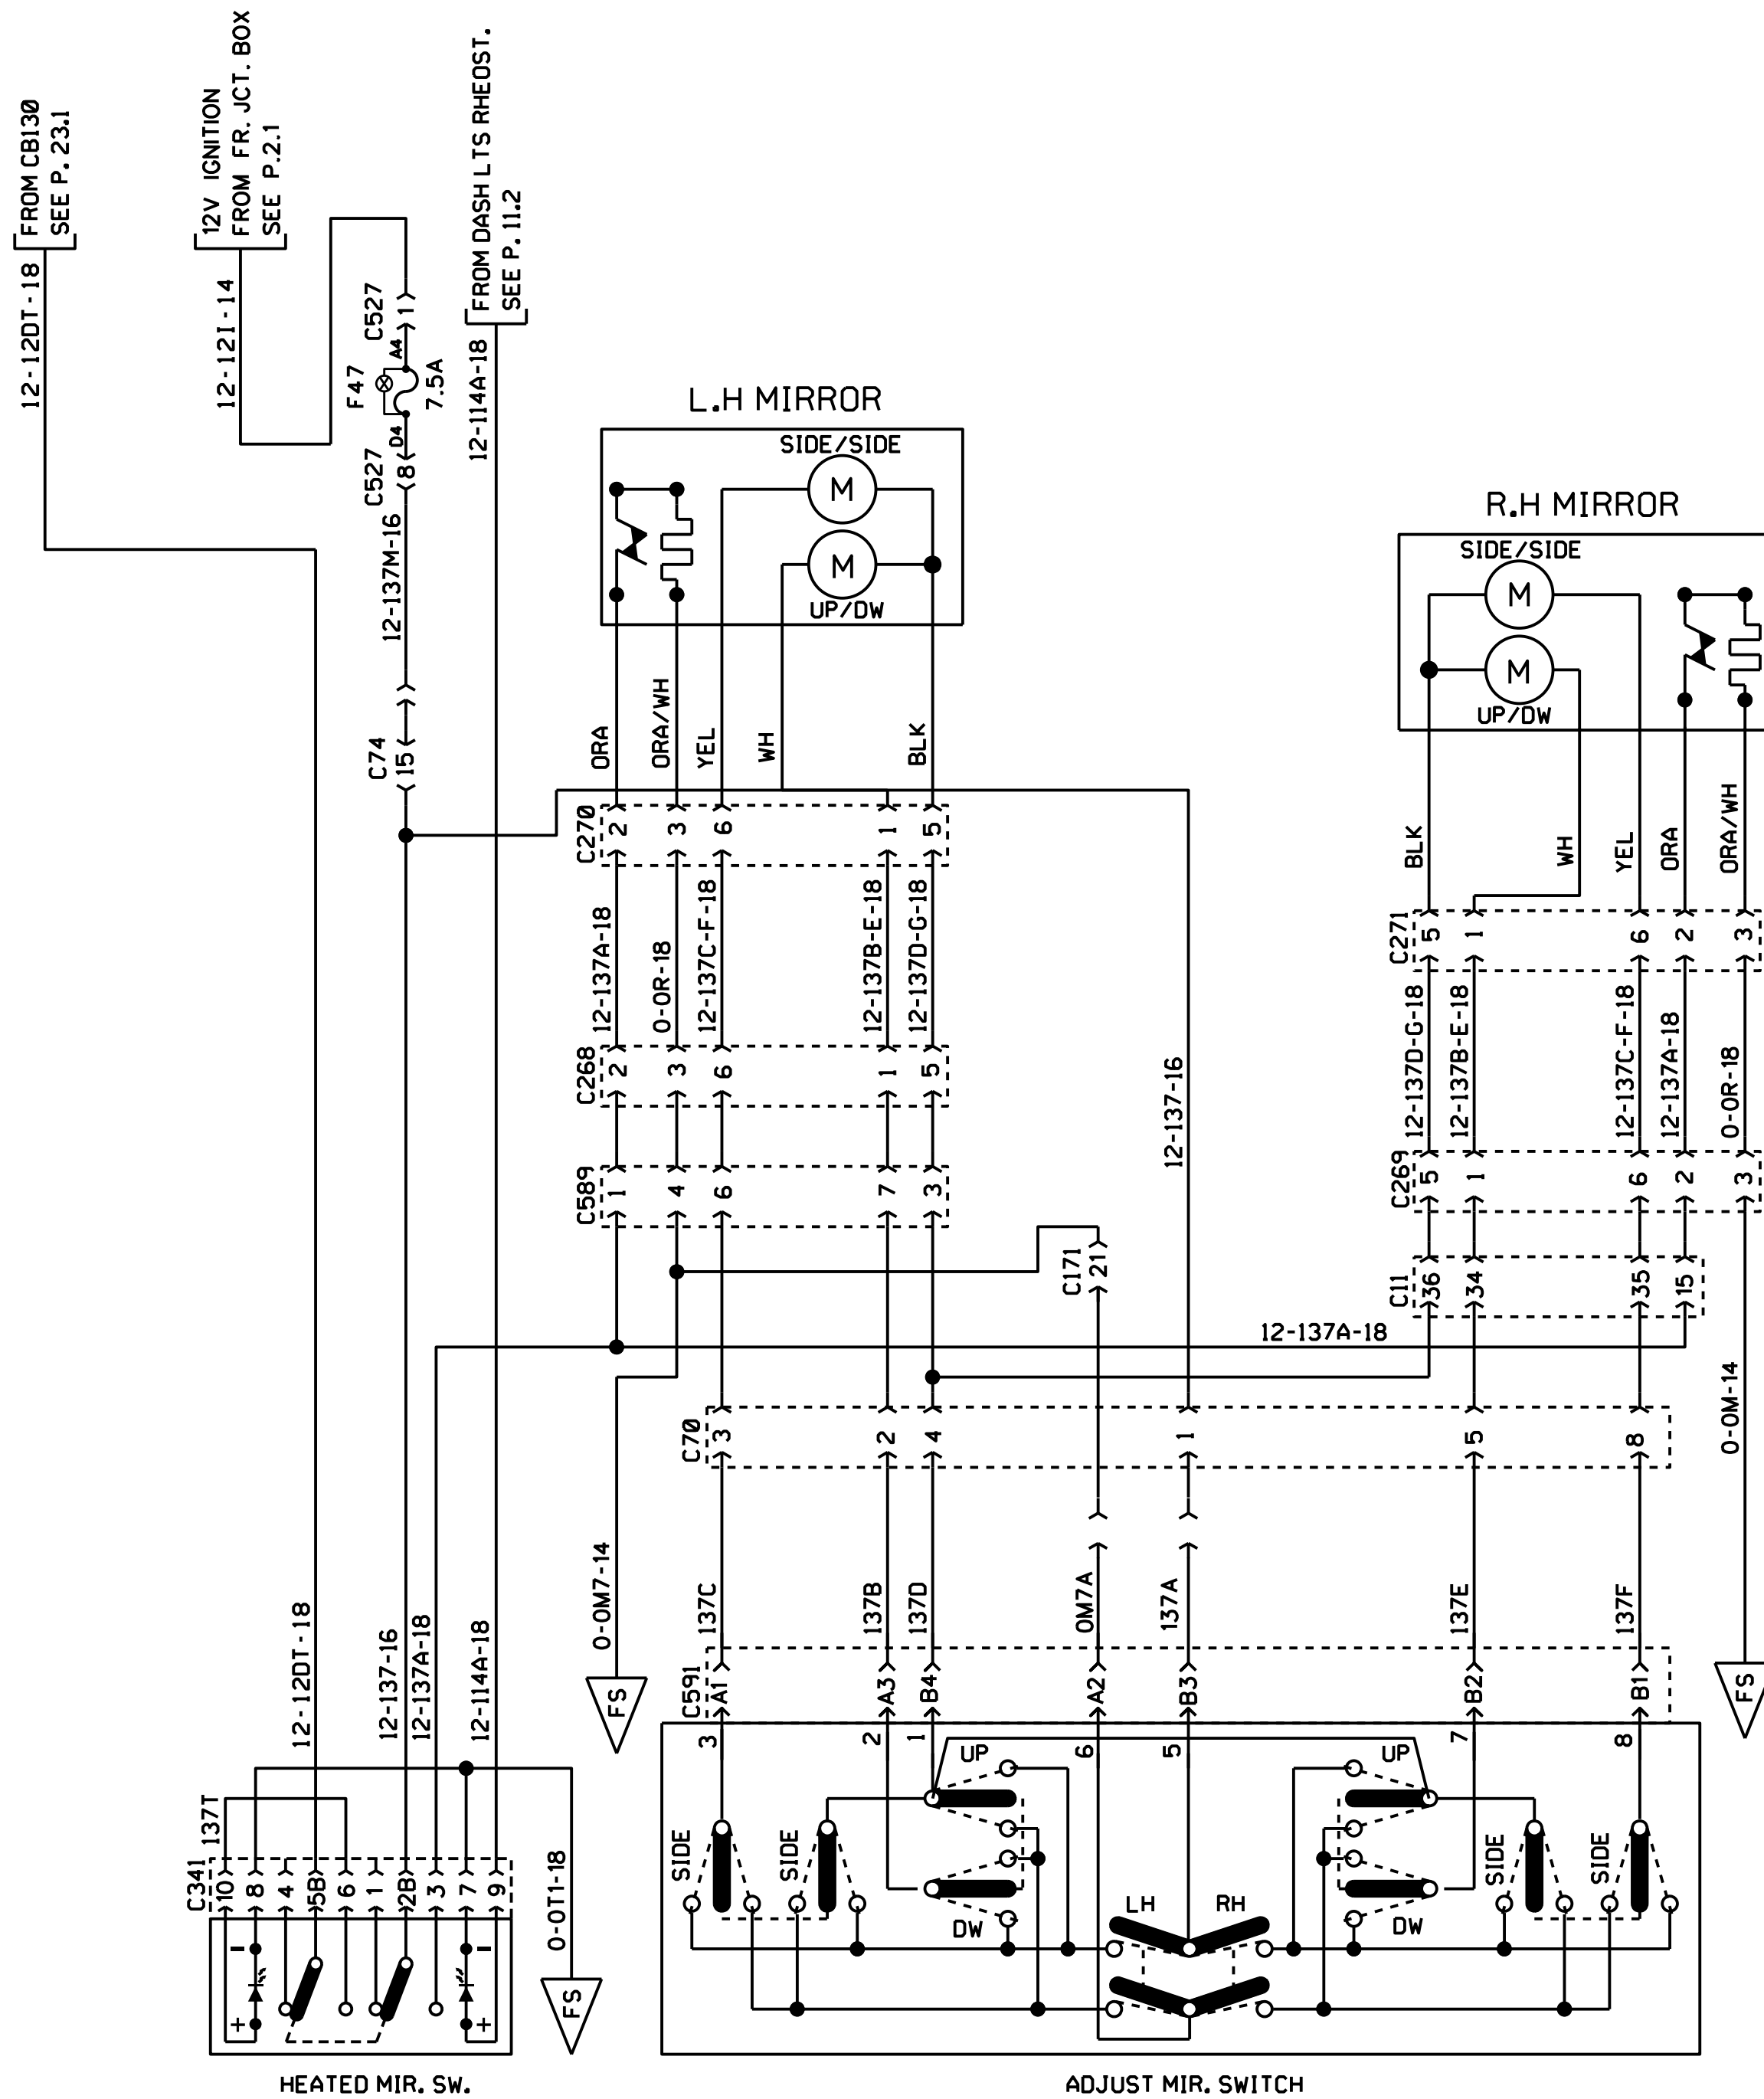 FROM CB130
SEE P. 23.1
12-12DT-18
12V IGNITION
FROM FR. JCT. BOX
SEE P.2.1
12-12I-14
FROM DASH LTS RHEOST.
SEE P. 11.2
12-114A-18
C527
1
A4
F47
7.5A
D4
C527
8
12-137M-16
C74
15
L.H MIRROR
SIDE/SIDE
M
M
UP/DW
ORA
ORA/WH
YEL
WH
BLK
R.H MIRROR
SIDE/SIDE
M
M
UP/DW
BLK
WH
YEL
ORA
ORA/WH
C270
2
3
6
1
5
12-137A-18
0-0R-18
12-137C-F-18
12-137B-E-18
12-137D-G-18
C268
2
3
6
1
5
C589
1
4
6
7
3
12-137-16
C171
21
C271
5
1
6
2
3
12-137D-G-18
12-137B-E-18
12-137C-F-18
12-137A-18
0-0R-18
C269
5
1
6
2
3
C11
36
34
35
15
12-137A-18
0-0M-14
FS
C70
3
2
4
1
5
8
0-0M7-14
FS
137C
137B
137D
0M7A
137A
137E
137F
C591
A1
A3
B4
A2
B3
B2
B1
3
2
1
6
5
7
8
UP
UP
SIDE
SIDE
SIDE
SIDE
DW
DW
LH
RH
ADJUST MIR. SWITCH
12-12DT-18
12-137-16
12-137A-18
12-114A-18
137T
C341
10
8
4
5B
6
1
2B
3
7
9
0-0T1-18
FS
-
+
-
+
HEATED MIR. SW.